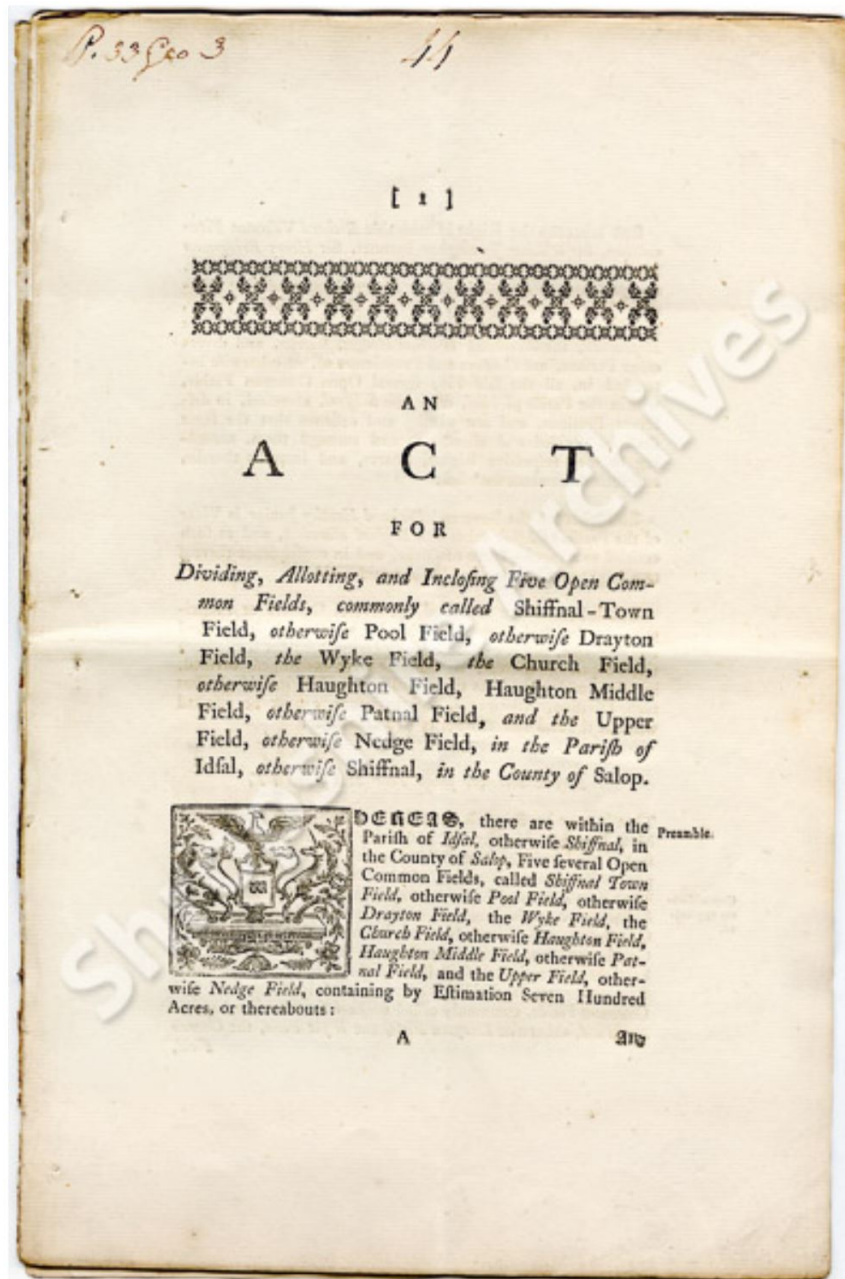 P. 33 Geo 3
44
[ 1 ]
AN
ACT
FOR
Dividing, Allotting, and Incloſing Five Open Com-
mon Fields, commonly called Shiffnal-Town
Field, otherwiſe Pool Field, otherwiſe Drayton
Field, the Wyke Field, the Church Field,
otherwiſe Haughton Field, Haughton Middle
Field, otherwiſe Patnal Field, and the Upper
Field, otherwiſe Nedge Field, in the Pariſh of
Idſal, otherwiſe Shiffnal, in the County of Salop.
HEREAS, there are within the
Preamble.
Pariſh of Idſal, otherwiſe Shiffnal, in
the County of Salop, Five ſeveral Open
Common Fields, called Shiffnal Town
Field, otherwiſe Pool Field, otherwiſe
Drayton Field, the Wyke Field, the
Church Field, otherwiſe Haughton Field,
Haughton Middle Field, otherwiſe Pat-
nal Field, and the Upper Field, other-
wiſe Nedge Field, containing by Eſtimation Seven Hundred
Acres, or thereabouts:
A
And
Shropshire Archives